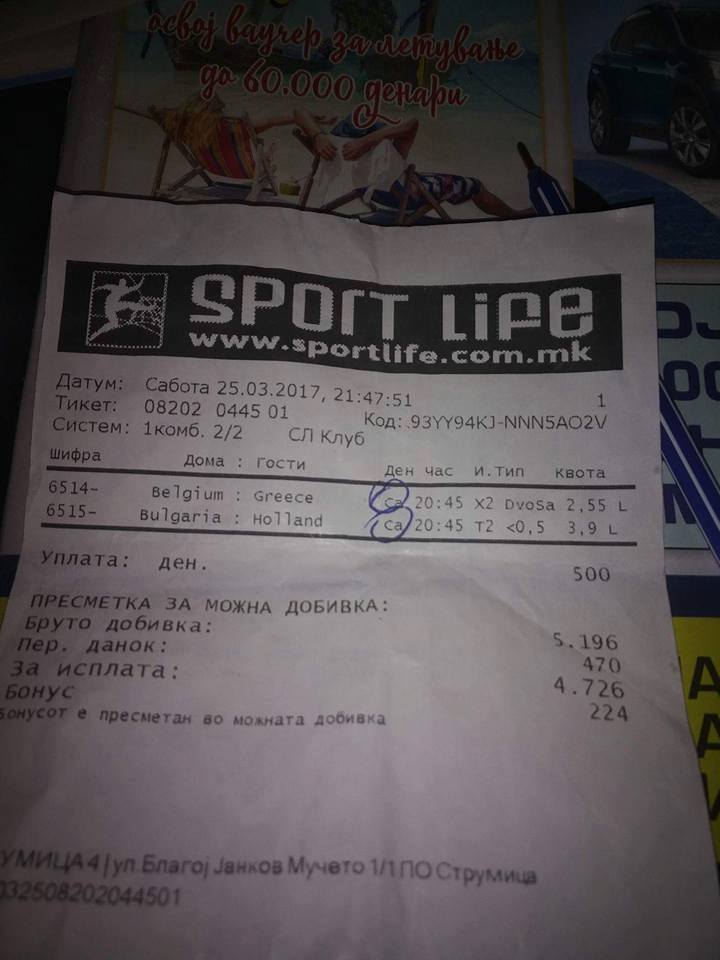 освој ваучер за летување
до 60.000 денари
SPORT LIFE
www.sportlife.com.mk
Датум: Сабота 25.03.2017, 21:47:51 1
Тикет: 08202 0445 01 Код: .93YY94KJ-NNN5AO2V
Систем: 1комб. 2/2 СЛ Клуб
Шифра Дома : Гости Ден час И.тип квота
6514- Belgium : Greece Са 20:45 X2 DvoSa 2,55 L
6515- Bulgaria : Holland Са 20:45 T2 <0,5 3,9 L
Уплата: ден. 500
ПРЕСМЕТКА ЗА МОЖНА ДОБИВКА:
Бруто добивка: 5.196
Пер. данок: 470
За исплата: 4.726
Бонус 224
Бонусот е пресметан во можната добивка
УМИЦА 4 | ул.Благој Јанков Мучето 1/1 ПО Струмица
032508202044501